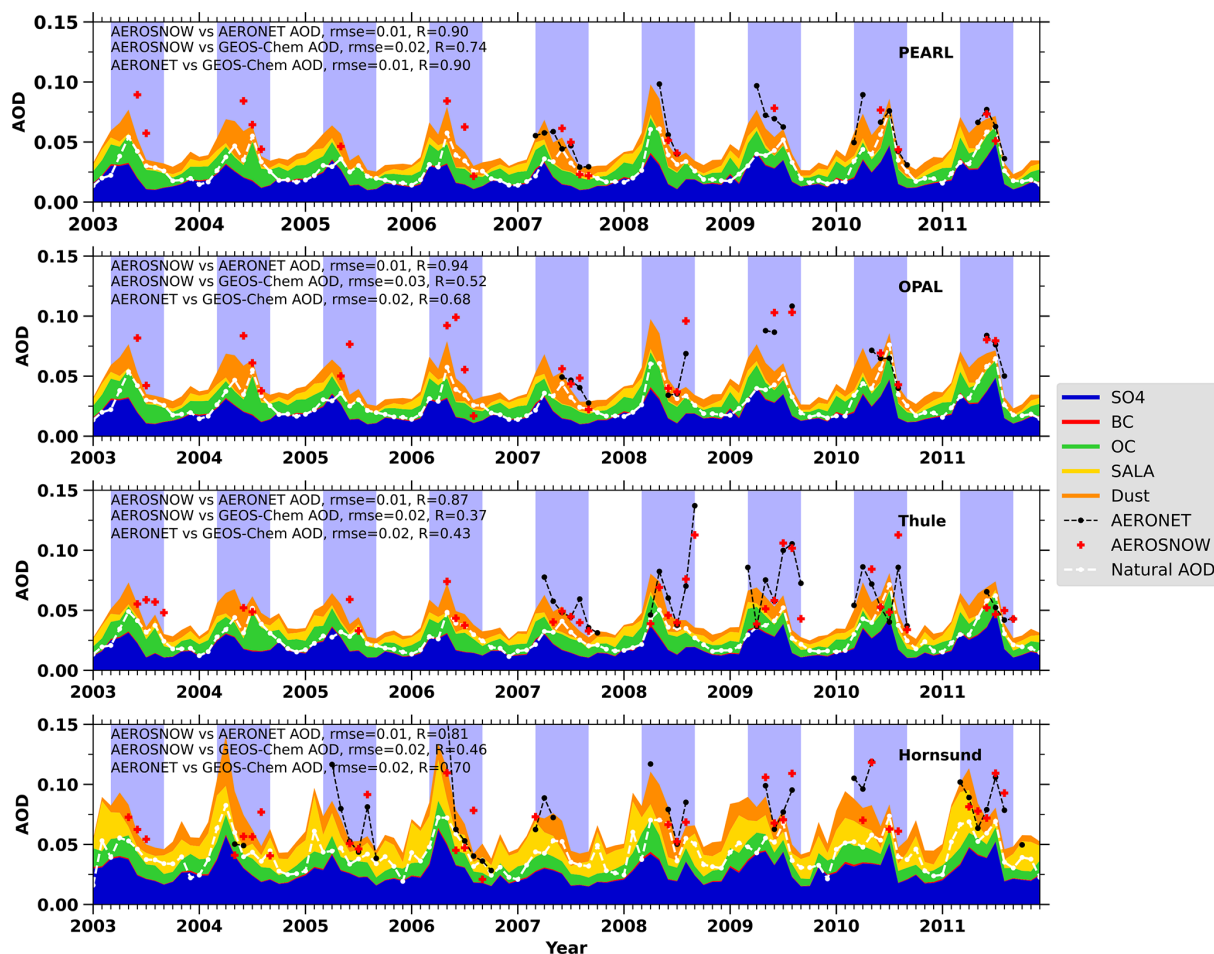 AEROSNOW vs AERONET AOD, rmse=0.01, R=0.90
AEROSNOW vs GEOS-Chem AOD, rmse=0.02, R=0.74
AERONET vs GEOS-Chem AOD, rmse=0.01, R=0.90
PEARL
0.15
0.10
0.05
0.00
AOD
2003 2004 2005 2006 2007 2008 2009 2010 2011
AEROSNOW vs AERONET AOD, rmse=0.01, R=0.94
AEROSNOW vs GEOS-Chem AOD, rmse=0.03, R=0.52
AERONET vs GEOS-Chem AOD, rmse=0.02, R=0.68
OPAL
0.15
0.10
0.05
0.00
AOD
2003 2004 2005 2006 2007 2008 2009 2010 2011
AEROSNOW vs AERONET AOD, rmse=0.01, R=0.87
AEROSNOW vs GEOS-Chem AOD, rmse=0.02, R=0.37
AERONET vs GEOS-Chem AOD, rmse=0.02, R=0.43
Thule
0.15
0.10
0.05
0.00
AOD
2003 2004 2005 2006 2007 2008 2009 2010 2011
AEROSNOW vs AERONET AOD, rmse=0.01, R=0.81
AEROSNOW vs GEOS-Chem AOD, rmse=0.02, R=0.46
AERONET vs GEOS-Chem AOD, rmse=0.02, R=0.70
Hornsund
0.15
0.10
0.05
0.00
AOD
2003 2004 2005 2006 2007 2008 2009 2010 2011
Year
SO4
BC
OC
SALA
Dust
AERONET
AEROSNOW
Natural AOD